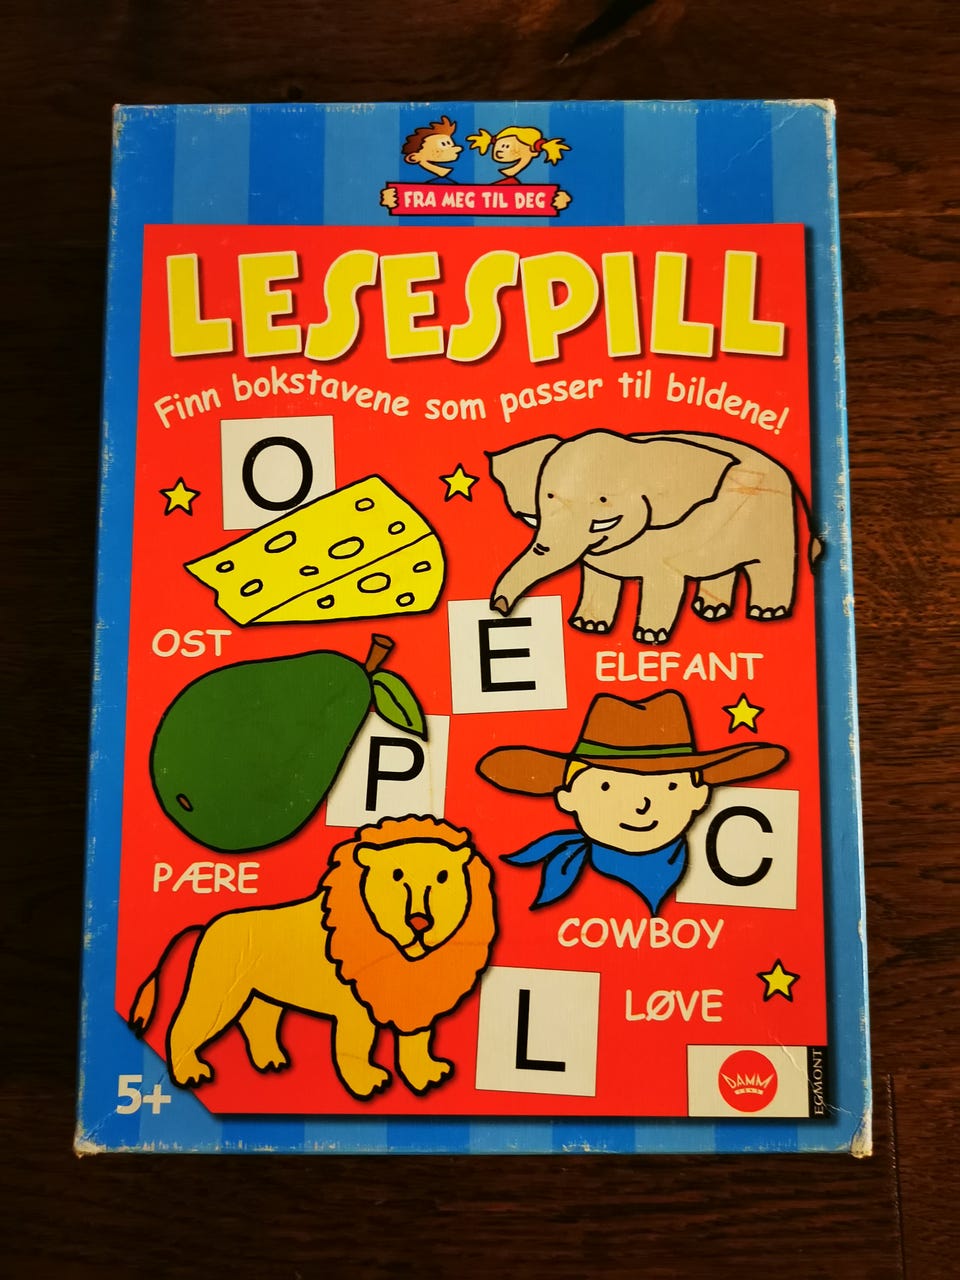 FRA MEG TIL DEG
LESESPILL
Finn bokstavene som passer til bildene!
O
OST
E
ELEFANT
P
PÆRE
C
COWBOY
L
LØVE
5+
DAMM
EGMONT